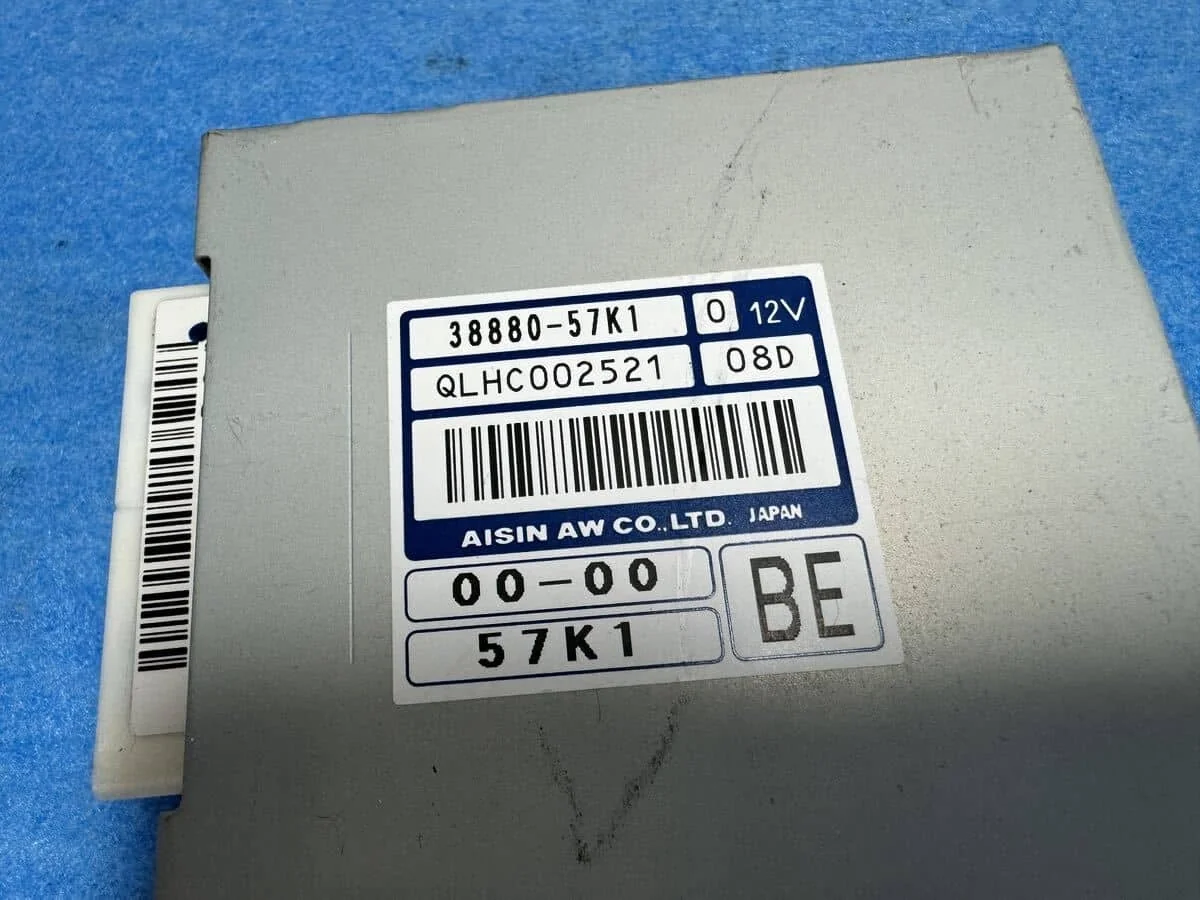 38880-57K1 0 12V
QLHC002521 08D
AISIN AW CO.,LTD. JAPAN
00-00
57K1
BE